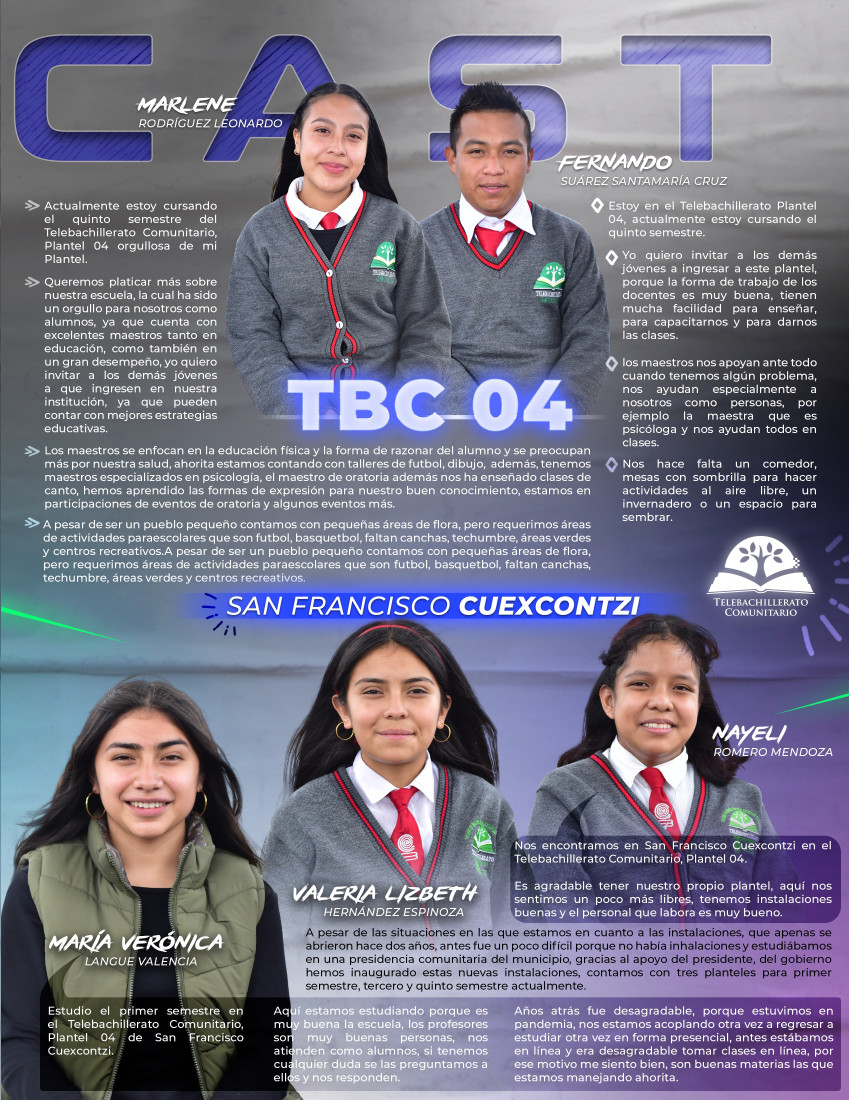 CAST
MARLENE
RODRÍGUEZ LEONARDO
FERNANDO
SUÁREZ SANTAMARÍA CRUZ
Actualmente estoy cursando
el quinto semestre del
Telebachillerato Comunitario,
Plantel 04 orgullosa de mi
Plantel.
Queremos platicar más sobre
nuestra escuela, la cual ha sido
un orgullo para nosotros como
alumnos, ya que cuenta con
excelentes maestros tanto en
educación, como también en
un gran desempeño, yo quiero
invitar a los demás jóvenes
a que ingresen en nuestra
institución, ya que pueden
contar con mejores estrategias
educativas.
Los maestros se enfocan en la educación física y la forma de razonar del alumno y se preocupan
más por nuestra salud, ahorita estamos contando con talleres de futbol, dibujo, además, tenemos
maestros especializados en psicología, el maestro de oratoria además nos ha enseñado clases de
canto, hemos aprendido las formas de expresión para nuestro buen conocimiento, estamos en
participaciones de eventos de oratoria y algunos eventos más.
A pesar de ser un pueblo pequeño contamos con pequeñas áreas de flora, pero requerimos áreas
de actividades paraescolares que son futbol, basquetbol, faltan canchas, techumbre, áreas verdes
y centros recreativos.A pesar de ser un pueblo pequeño contamos con pequeñas áreas de flora,
pero requerimos áreas de actividades paraescolares que son futbol, basquetbol, faltan canchas,
techumbre, áreas verdes y centros recreativos.
Estoy en el Telebachillerato Plantel
04, actualmente estoy cursando el
quinto semestre.
Yo quiero invitar a los demás
jóvenes a ingresar a este plantel,
porque la forma de trabajo de los
docentes es muy buena, tienen
mucha facilidad para enseñar,
para capacitarnos y para darnos
las clases.
los maestros nos apoyan ante todo
cuando tenemos algún problema,
nos ayudan especialmente a
nosotros como personas, por
ejemplo la maestra que es
psicóloga y nos ayudan todos en
clases.
Nos hace falta un comedor,
mesas con sombrilla para hacer
actividades al aire libre, un
invernadero o un espacio para
sembrar.
TBC 04
TELEBACHILLERATO
COMUNITARIO
SAN FRANCISCO CUEXCONTZI
NAYELI
ROMERO MENDOZA
Nos encontramos en San Francisco Cuexcontzi en el
Telebachillerato Comunitario, Plantel 04.
Es agradable tener nuestro propio plantel, aquí nos
sentimos un poco más libres, tenemos instalaciones
buenas y el personal que labora es muy bueno.
VALERIA LIZBETH
HERNÁNDEZ ESPINOZA
MARÍA VERÓNICA
LANGUE VALENCIA
A pesar de las situaciones en las que estamos en cuanto a las instalaciones, que apenas se
abrieron hace dos años, antes fue un poco difícil porque no había inhalaciones y estudiábamos
en una presidencia comunitaria del municipio, gracias al apoyo del presidente, del gobierno
hemos inaugurado estas nuevas instalaciones, contamos con tres planteles para primer
semestre, tercero y quinto semestre actualmente.
Estudio el primer semestre en
el Telebachillerato Comunitario,
Plantel 04 de San Francisco
Cuexcontzi.
Aquí estamos estudiando porque es
muy buena la escuela, los profesores
son muy buenas personas, nos
atienden como alumnos, si tenemos
cualquier duda se las preguntamos a
ellos y nos responden.
Años atrás fue desagradable, porque estuvimos en
pandemia, nos estamos acoplando otra vez a regresar a
estudiar otra vez en forma presencial, antes estábamos
en línea y era desagradable tomar clases en línea, por
ese motivo me siento bien, son buenas materias las que
estamos manejando ahorita.